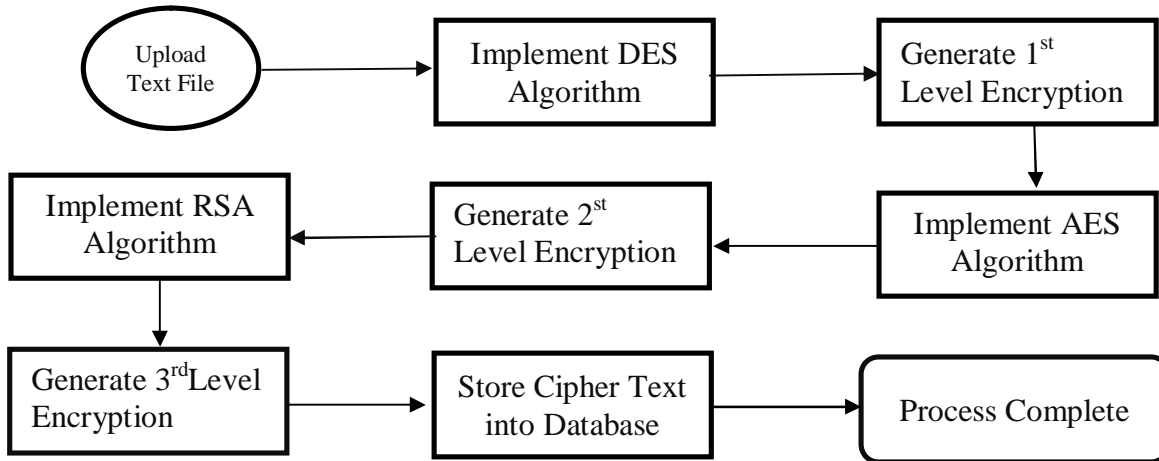 Upload
Text File
Implement DES
Algorithm
Generate 1st
Level Encryption
Implement AES
Algorithm
Generate 2st
Level Encryption
Implement RSA
Algorithm
Generate 3rdLevel
Encryption
Store Cipher Text
into Database
Process Complete